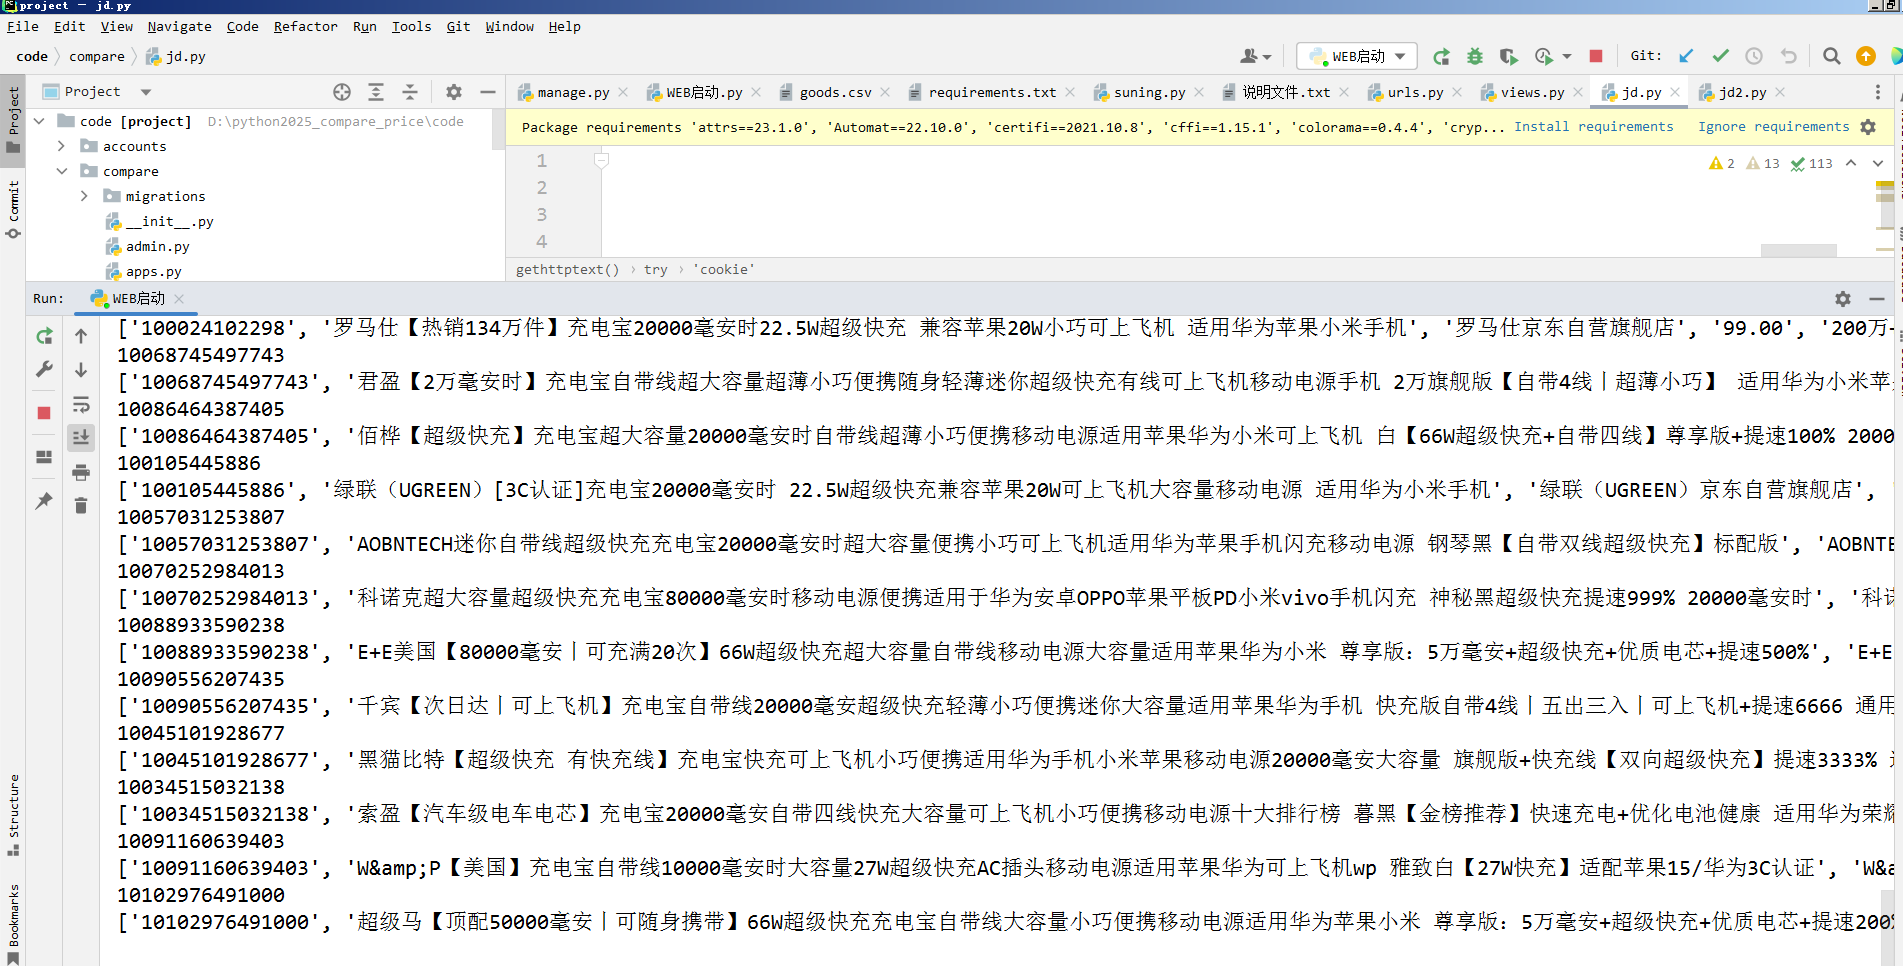 project – jd.py
File Edit View Navigate Code Refactor Run Tools Git Window Help
code compare jd.py WEB启动 Git:
Project manage.py WEB启动.py goods.csv requirements.txt suning.py 说明文件.txt urls.py views.py jd.py jd2.py
code [project] D:\python2025_compare_price\code
Package requirements 'attrs==23.1.0', 'Automat==22.10.0', 'certifi==2021.10.8', 'cffi==1.15.1', 'colorama==0.4.4', 'cryp... Install requirements Ignore requirements
accounts
compare
migrations
__init__.py
admin.py
apps.py
1
2
3
4
2 13 113
gethttptext() try 'cookie'
Project
Commit
Structure
Bookmarks
Run: WEB启动
['100024102298', '罗马仕【热销134万件】充电宝20000毫安时22.5W超级快充 兼容苹果20W小巧可上飞机 适用华为苹果小米手机', '罗马仕京东自营旗舰店', '99.00', '200万
10068745497743
['10068745497743', '君盈【2万毫安时】充电宝自带线超大容量超薄小巧便携随身轻薄迷你超级快充有线可上飞机移动电源手机 2万旗舰版【自带4线丨超薄小巧】 适用华为小米苹
10086464387405
['10086464387405', '佰桦【超级快充】充电宝超大容量20000毫安时自带线超薄小巧便携移动电源适用苹果华为小米可上飞机 白【66W超级快充+自带四线】尊享版+提速100% 2000
100105445886
['100105445886', '绿联（UGREEN）[3C认证]充电宝20000毫安时 22.5W超级快充兼容苹果20W可上飞机大容量移动电源 适用华为小米手机', '绿联（UGREEN）京东自营旗舰店', '
10057031253807
['10057031253807', 'AOBNTECH迷你自带线超级快充充电宝20000毫安时超大容量便携小巧可上飞机适用华为苹果手机闪充移动电源 钢琴黑【自带双线超级快充】标配版', 'AOBNTE
10070252984013
['10070252984013', '科诺克超大容量超级快充充电宝80000毫安时移动电源便携适用于华为安卓OPPO苹果平板PD小米vivo手机闪充 神秘黑超级快充提速999% 20000毫安时', '科诺
10088933590238
['10088933590238', 'E+E美国【80000毫安丨可充满20次】66W超级快充超大容量自带线移动电源大容量适用苹果华为小米 尊享版：5万毫安+超级快充+优质电芯+提速500%', 'E+E
10090556207435
['10090556207435', '千宾【次日达丨可上飞机】充电宝自带线20000毫安超级快充轻薄小巧便携迷你大容量适用苹果华为手机 快充版自带4线丨五出三入丨可上飞机+提速6666 通用
10045101928677
['10045101928677', '黑猫比特【超级快充 有快充线】充电宝快充可上飞机小巧便携适用华为手机小米苹果移动电源20000毫安大容量 旗舰版+快充线【双向超级快充】提速3333%
10034515032138
['10034515032138', '索盈【汽车级电车电芯】充电宝20000毫安自带四线快充大容量可上飞机小巧便携移动电源十大排行榜 暮黑【金榜推荐】快速充电+优化电池健康 适用华为荣耀
10091160639403
['10091160639403', 'W&amp;P【美国】充电宝自带线10000毫安时大容量27W超级快充AC插头移动电源适用苹果华为可上飞机wp 雅致白【27W快充】适配苹果15/华为3C认证', 'W&a
10102976491000
['10102976491000', '超级马【顶配50000毫安丨可随身携带】66W超级快充充电宝自带线大容量小巧便携移动电源适用华为苹果小米 尊享版：5万毫安+超级快充+优质电芯+提速200%